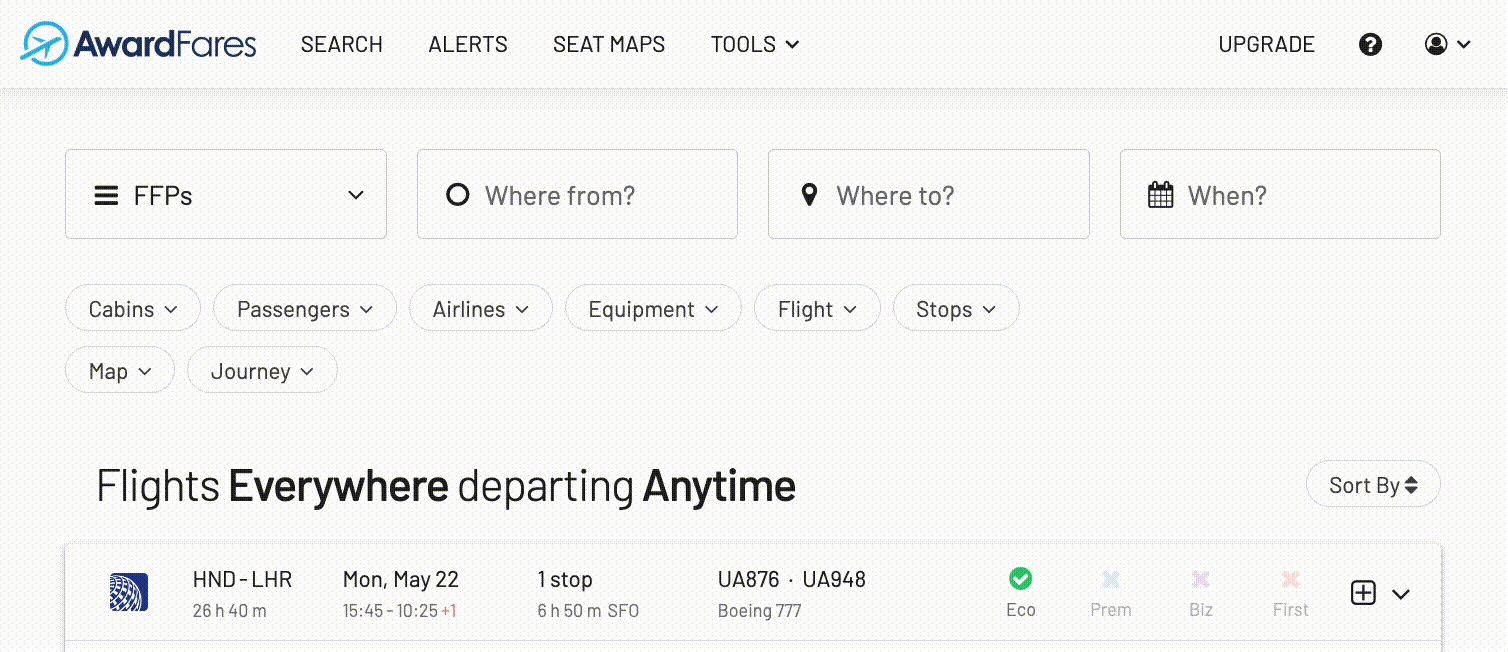 AwardFares SEARCH ALERTS SEAT MAPS TOOLS UPGRADE ?
FFPs Where from? Where to? When?
Cabins Passengers Airlines Equipment Flight Stops
Map Journey
Flights Everywhere departing Anytime Sort By
HND - LHR Mon, May 22 1 stop UA876 · UA948
26 h 40 m 15:45 - 10:25 +1 6 h 50 m SFO Boeing 777 Eco Prem Biz First